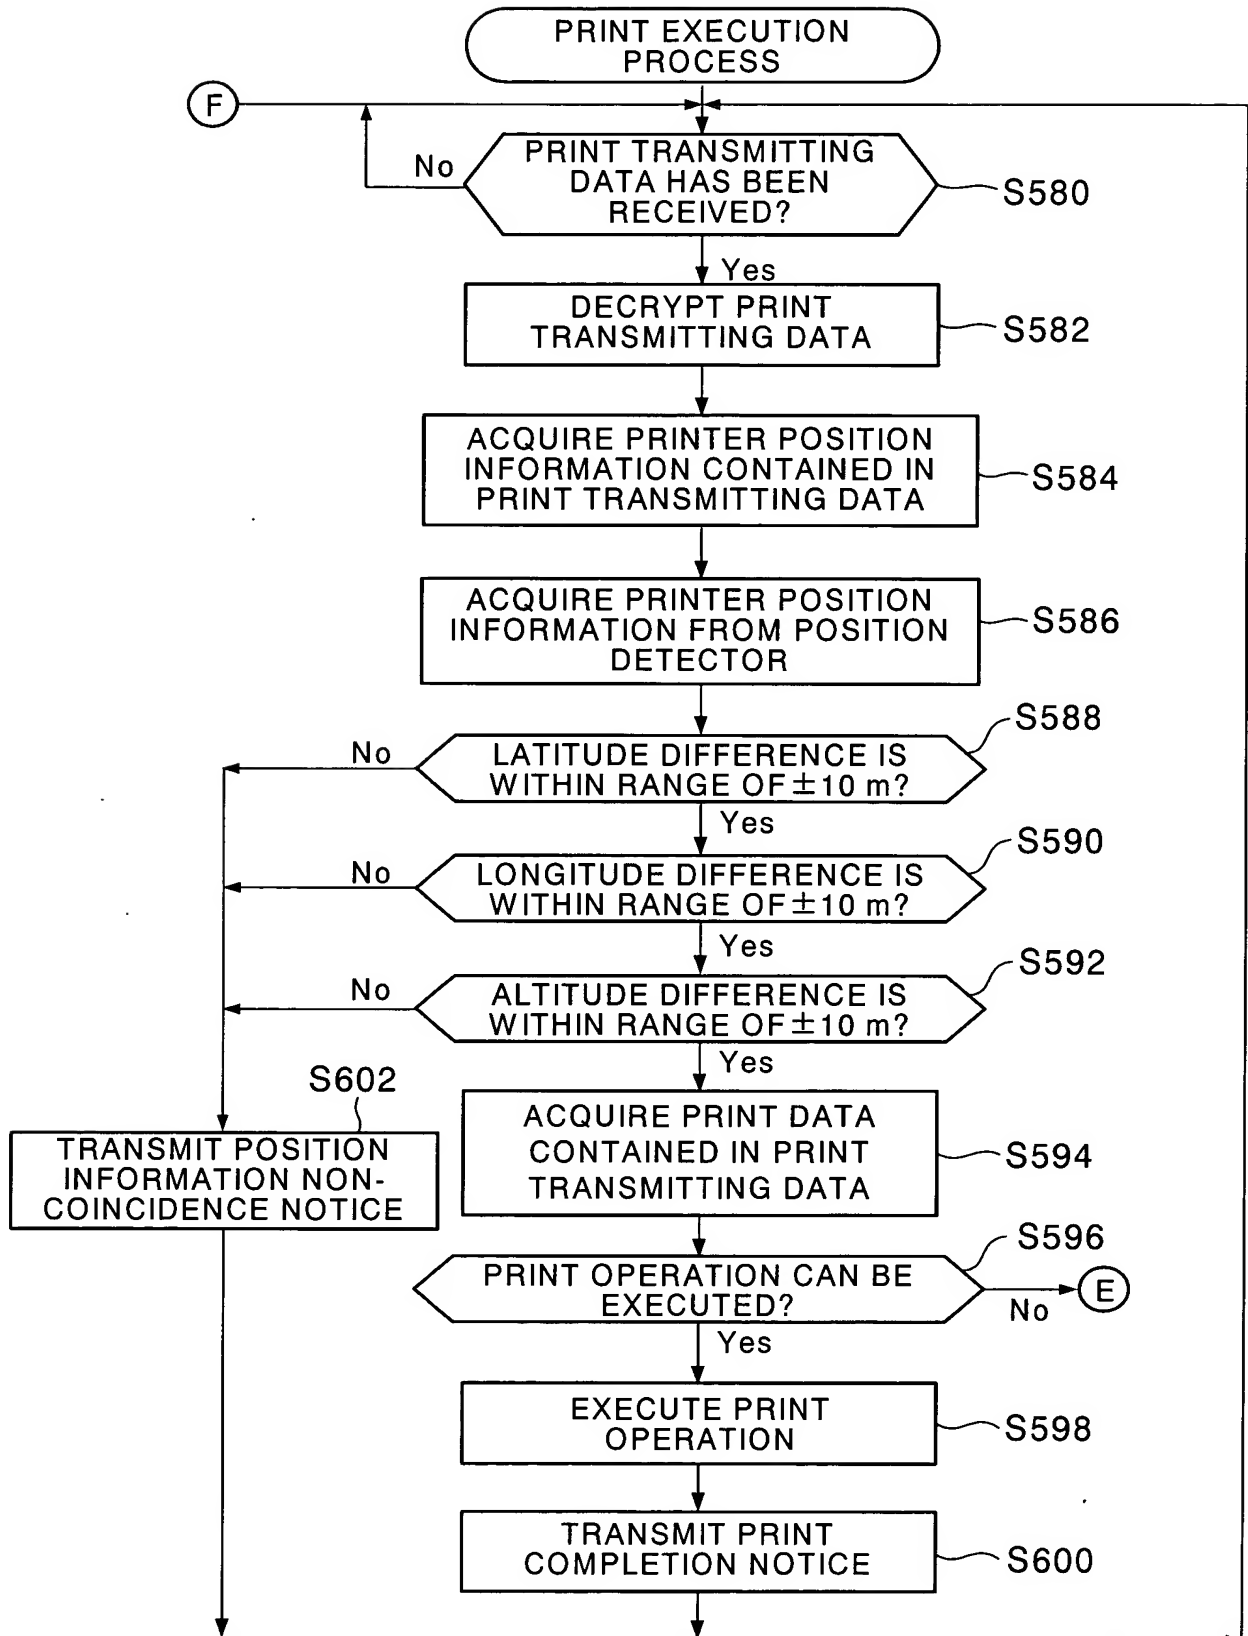 PRINT EXECUTION
PROCESS
F
No
PRINT TRANSMITTING
DATA HAS BEEN
RECEIVED?
S580
Yes
DECRYPT PRINT
TRANSMITTING DATA
S582
ACQUIRE PRINTER POSITION
INFORMATION CONTAINED IN
PRINT TRANSMITTING DATA
S584
ACQUIRE PRINTER POSITION
INFORMATION FROM POSITION
DETECTOR
S586
S588
No
LATITUDE DIFFERENCE IS
WITHIN RANGE OF ±10 m?
Yes
S590
No
LONGITUDE DIFFERENCE IS
WITHIN RANGE OF ±10 m?
Yes
S592
No
ALTITUDE DIFFERENCE IS
WITHIN RANGE OF ±10 m?
Yes
S602
TRANSMIT POSITION
INFORMATION NON-
COINCIDENCE NOTICE
ACQUIRE PRINT DATA
CONTAINED IN PRINT
TRANSMITTING DATA
S594
S596
PRINT OPERATION CAN BE
EXECUTED?
No
E
Yes
EXECUTE PRINT
OPERATION
S598
TRANSMIT PRINT
COMPLETION NOTICE
S600